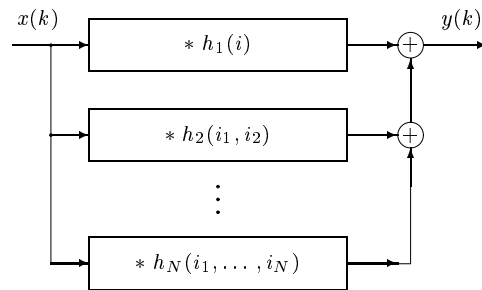 x(k) y(k)
* h₁(i) +
* h₂(i₁, i₂) +
⋮
* h_N(i₁, . . . , i_N)